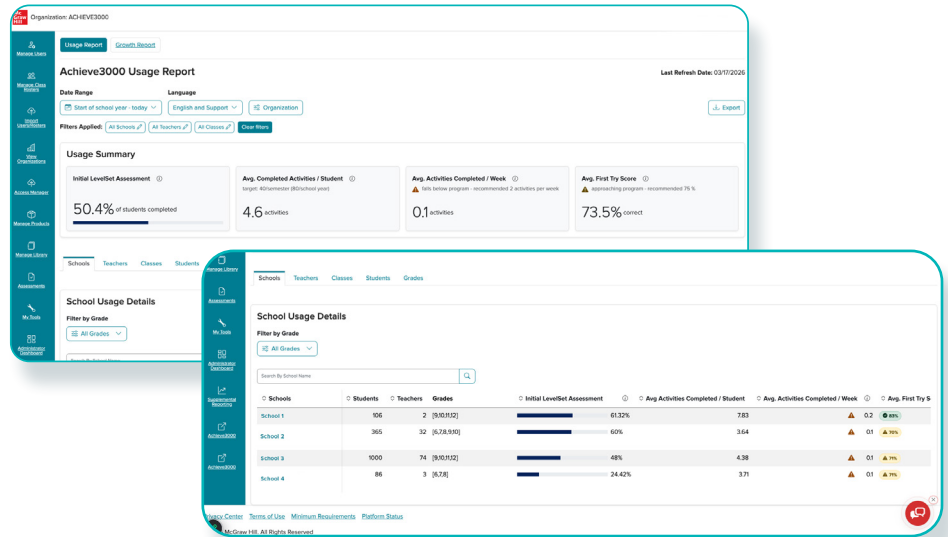 Mc
Graw
Hill
Organization: ACHIEVE3000
Manage Users
Manage Class
Rosters
Import
Users/Rosters
View
Organizations
Access Manager
Manage Products
Manage Library
Assessments
My Tools
Administrator
Dashboard
Usage Report Growth Report
Achieve3000 Usage Report
Last Refresh Date: 03/17/2026
Date Range Language
Start of school year - today English and Support Organization Export
Filters Applied: All Schools All Teachers All Classes Clear filters
Usage Summary
Initial LevelSet Assessment
50.4% of students completed
Avg. Completed Activities / Student
target: 40/semester (80/school year)
4.6 activities
Avg. Activities Completed / Week
falls below program - recommended 2 activities per week
0.1 activities
Avg. First Try Score
approaching program - recommended 75 %
73.5% correct
Schools Teachers Classes Students
School Usage Details
Filter by Grade
All Grades
Search By School Name
Manage Library
Assessments
My Tools
Administrator
Dashboard
Supplemental
Reporting
Achieve3000
Achieve3000
Schools Teachers Classes Students Grades
School Usage Details
Filter by Grade
All Grades
Search By School Name
Schools Students Teachers Grades Initial LevelSet Assessment Avg Activities Completed / Student Avg. Activities Completed / Week Avg. First Try S
School 1 106 2 [9,10,11,12] 61.32% 7.83 0.2 83%
School 2 365 32 [6,7,8,9,10] 60% 3.64 0.1 70%
School 3 1000 74 [9,10,11,12] 48% 4.38 0.1 71%
School 4 86 3 [6,7,8] 24.42% 3.71 0.1 71%
Privacy Center Terms of Use Minimum Requirements Platform Status
McGraw Hill. All Rights Reserved